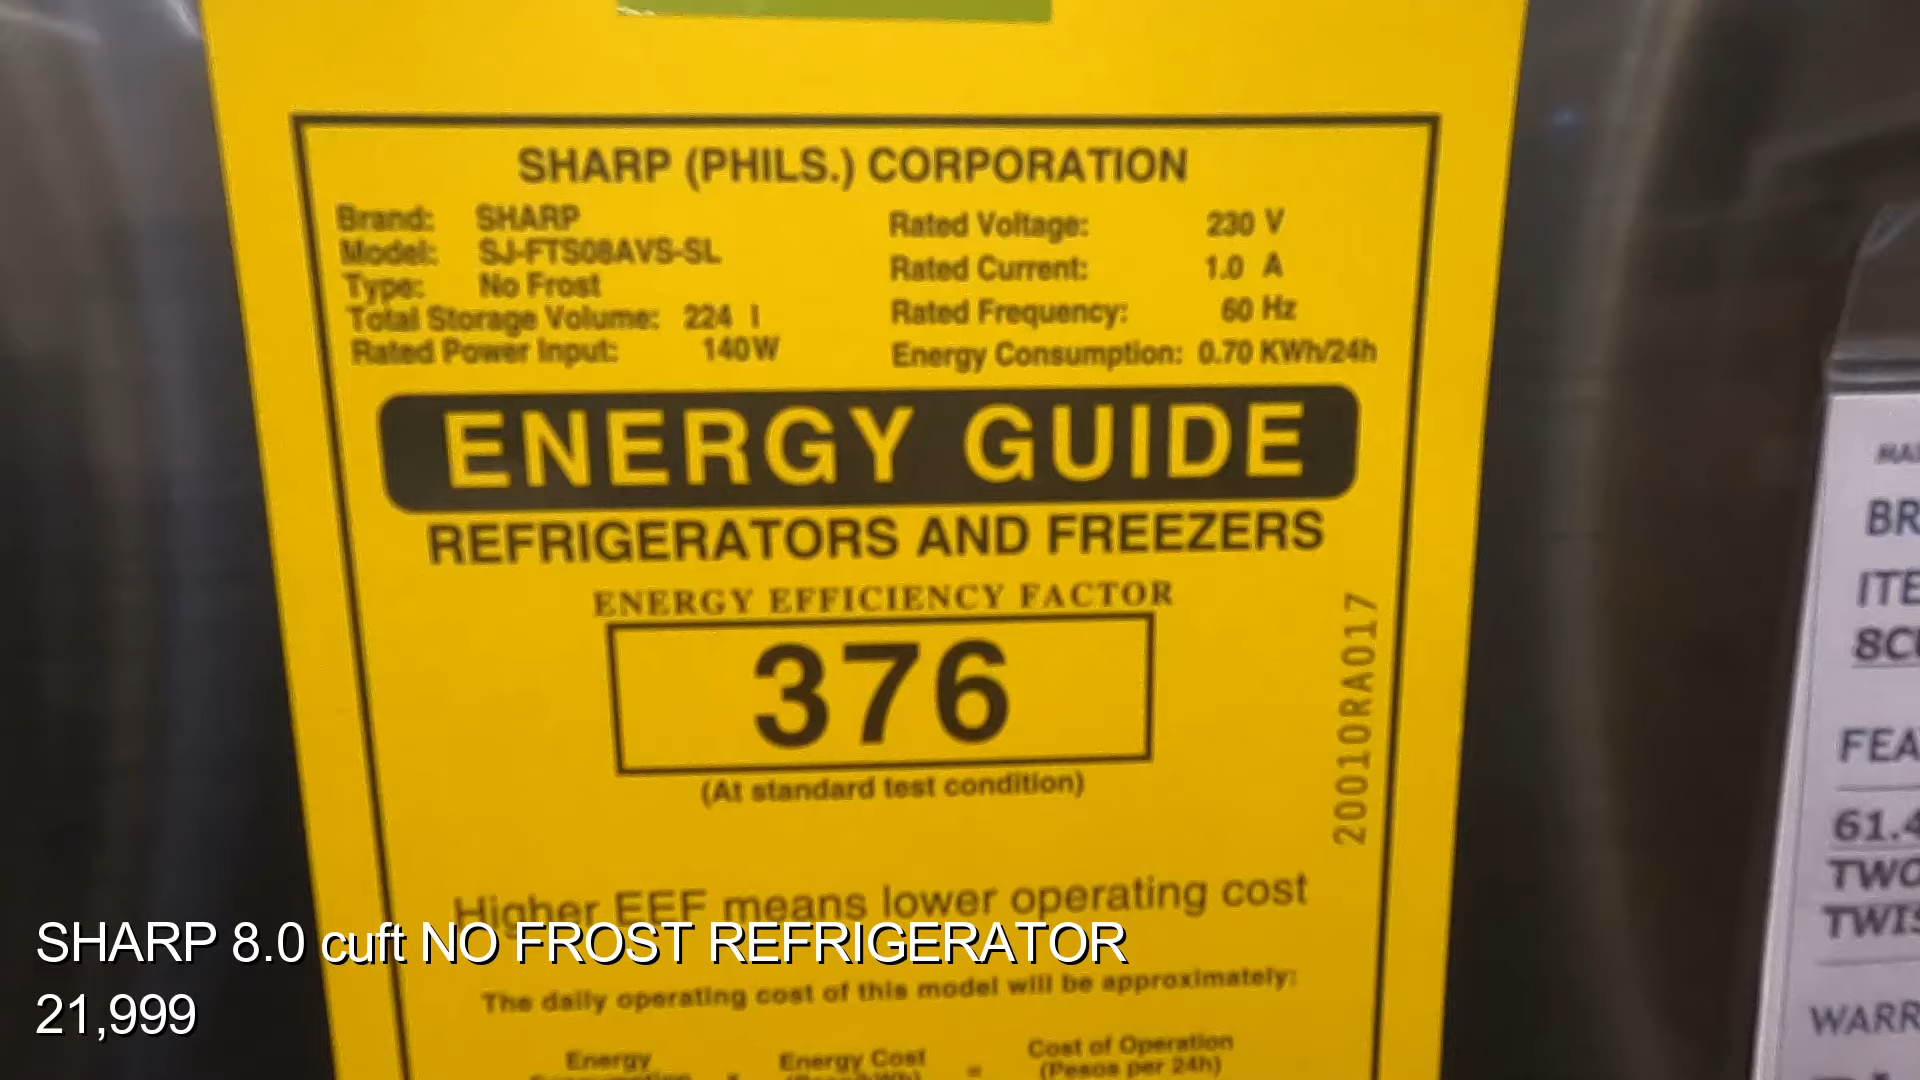 SHARP (PHILS.) CORPORATION
Brand: SHARP
Model: SJ-FTS08AVS-SL
Type: No Frost
Total Storage Volume: 224 l
Rated Power Input: 140W
Rated Voltage: 230 V
Rated Current: 1.0 A
Rated Frequency: 60 Hz
Energy Consumption: 0.70 KWh/24h
ENERGY GUIDE
REFRIGERATORS AND FREEZERS
ENERGY EFFICIENCY FACTOR
376
(At standard test condition)
20010RA017
Higher EEF means lower operating cost
The daily operating cost of this model will be approximately:
Energy
Energy Cost
=
Cost of Operation
(Pesos per 24h)
SHARP 8.0 cuft NO FROST REFRIGERATOR
21,999
BR
ITE
8CU
FEA
61.4
TWO
TWIS
WARR